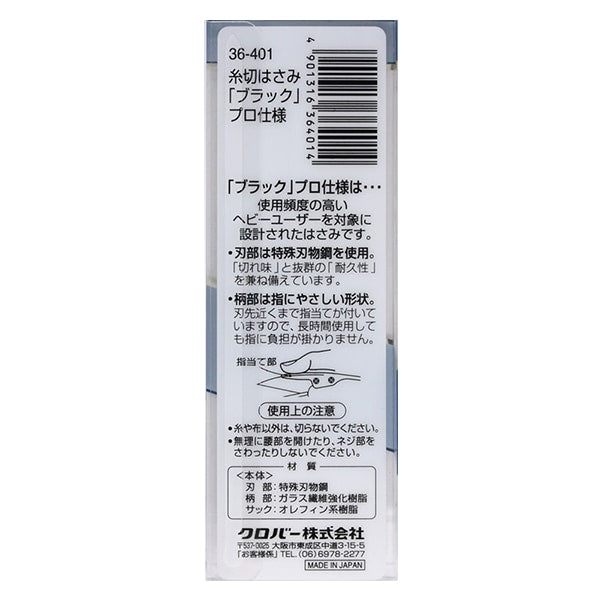 36-401
糸切はさみ
「ブラック」
プロ仕様
4901316364014
「ブラック」プロ仕様は…
使用頻度の高い
ヘビーユーザーを対象に
設計されたはさみです。
・刃部は特殊刃物鋼を使用。
「切れ味」と抜群の「耐久性」
を兼ね備えています。
・柄部は指にやさしい形状。
刃先近くまで指当てが付いて
いますので、長時間使用して
も指に負担が掛かりません。
指当て部
使用上の注意
・糸や布以外は、切らないでください。
・無理に腰部を開けたり、ネジ部を
さわったりしないでください。
材質
<本体>
刃部:特殊刃物鋼
柄部:ガラス繊維強化樹脂
サック:オレフィン系樹脂
クロバー株式会社
〒537-0025 大阪市東成区中道3-15-5
「お客様係」TEL.(06)6978-2277
MADE IN JAPAN